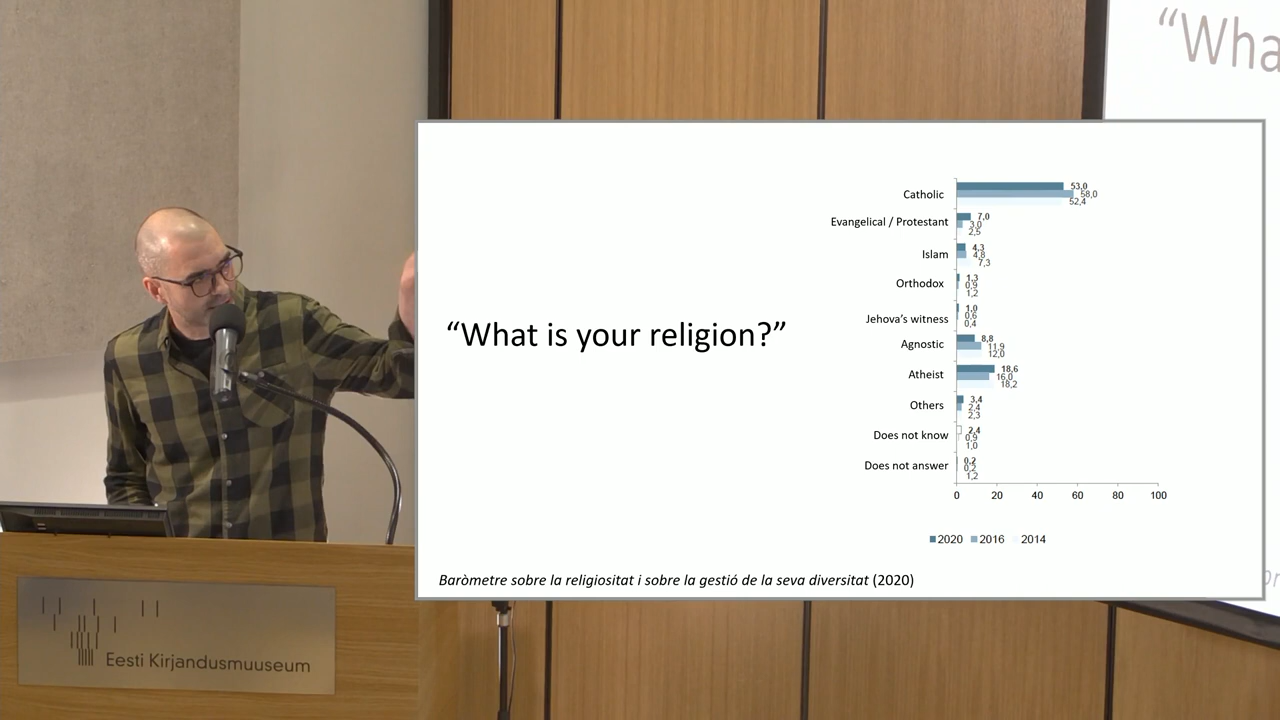 “Wha
“What is your religion?”
Catholic 53,0 58,0 52,4
Evangelical / Protestant 7,0 3,0 2,5
Islam 4,3 4,8 7,3
Orthodox 1,3 0,9 1,2
Jehova’s witness 1,0 0,6 0,4
Agnostic 8,8 11,9 12,0
Atheist 18,6 16,0 18,2
Others 3,4 2,4 2,3
Does not know 2,4 0,9 1,0
Does not answer 0,2 0,2 1,2
0 20 40 60 80 100
2020 2016 2014
Baròmetre sobre la religiositat i sobre la gestió de la seva diversitat (2020)
Eesti Kirjandusmuuseum